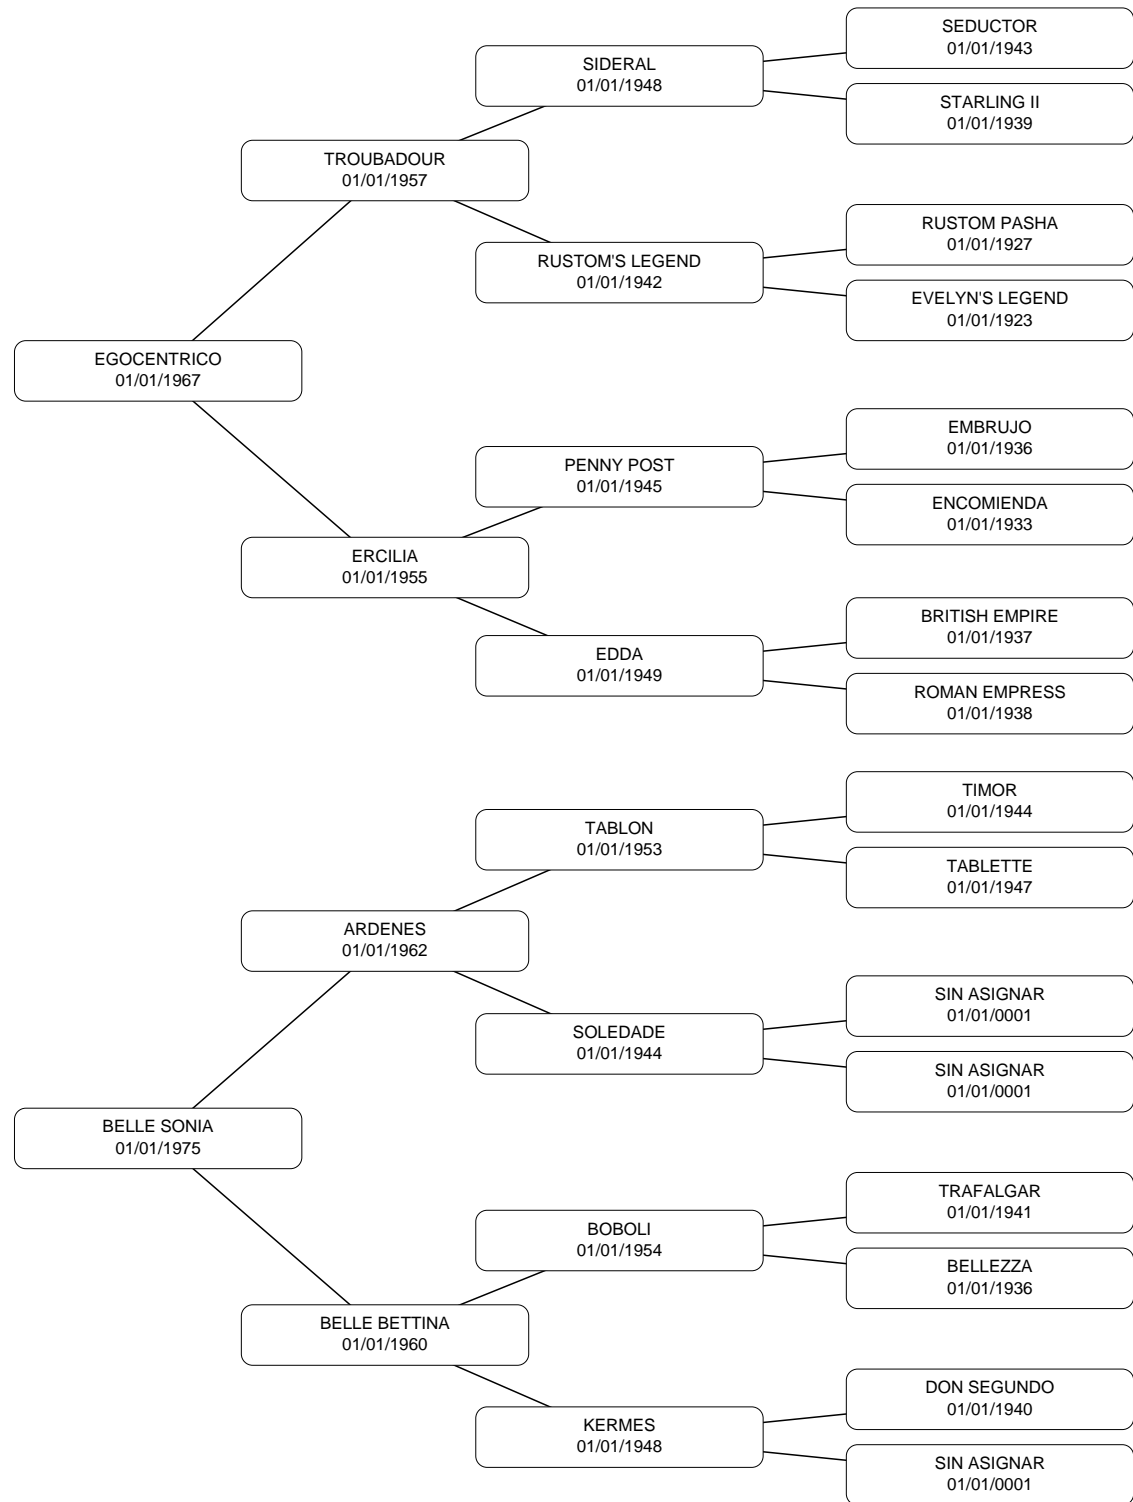 SEDUCTOR
01/01/1943
SIDERAL
01/01/1948
STARLING II
01/01/1939
TROUBADOUR
01/01/1957
RUSTOM PASHA
01/01/1927
RUSTOM'S LEGEND
01/01/1942
EVELYN'S LEGEND
01/01/1923
EGOCENTRICO
01/01/1967
EMBRUJO
01/01/1936
PENNY POST
01/01/1945
ENCOMIENDA
01/01/1933
ERCILIA
01/01/1955
BRITISH EMPIRE
01/01/1937
EDDA
01/01/1949
ROMAN EMPRESS
01/01/1938
TIMOR
01/01/1944
TABLON
01/01/1953
TABLETTE
01/01/1947
ARDENES
01/01/1962
SIN ASIGNAR
01/01/0001
SOLEDADE
01/01/1944
SIN ASIGNAR
01/01/0001
BELLE SONIA
01/01/1975
TRAFALGAR
01/01/1941
BOBOLI
01/01/1954
BELLEZZA
01/01/1936
BELLE BETTINA
01/01/1960
DON SEGUNDO
01/01/1940
KERMES
01/01/1948
SIN ASIGNAR
01/01/0001